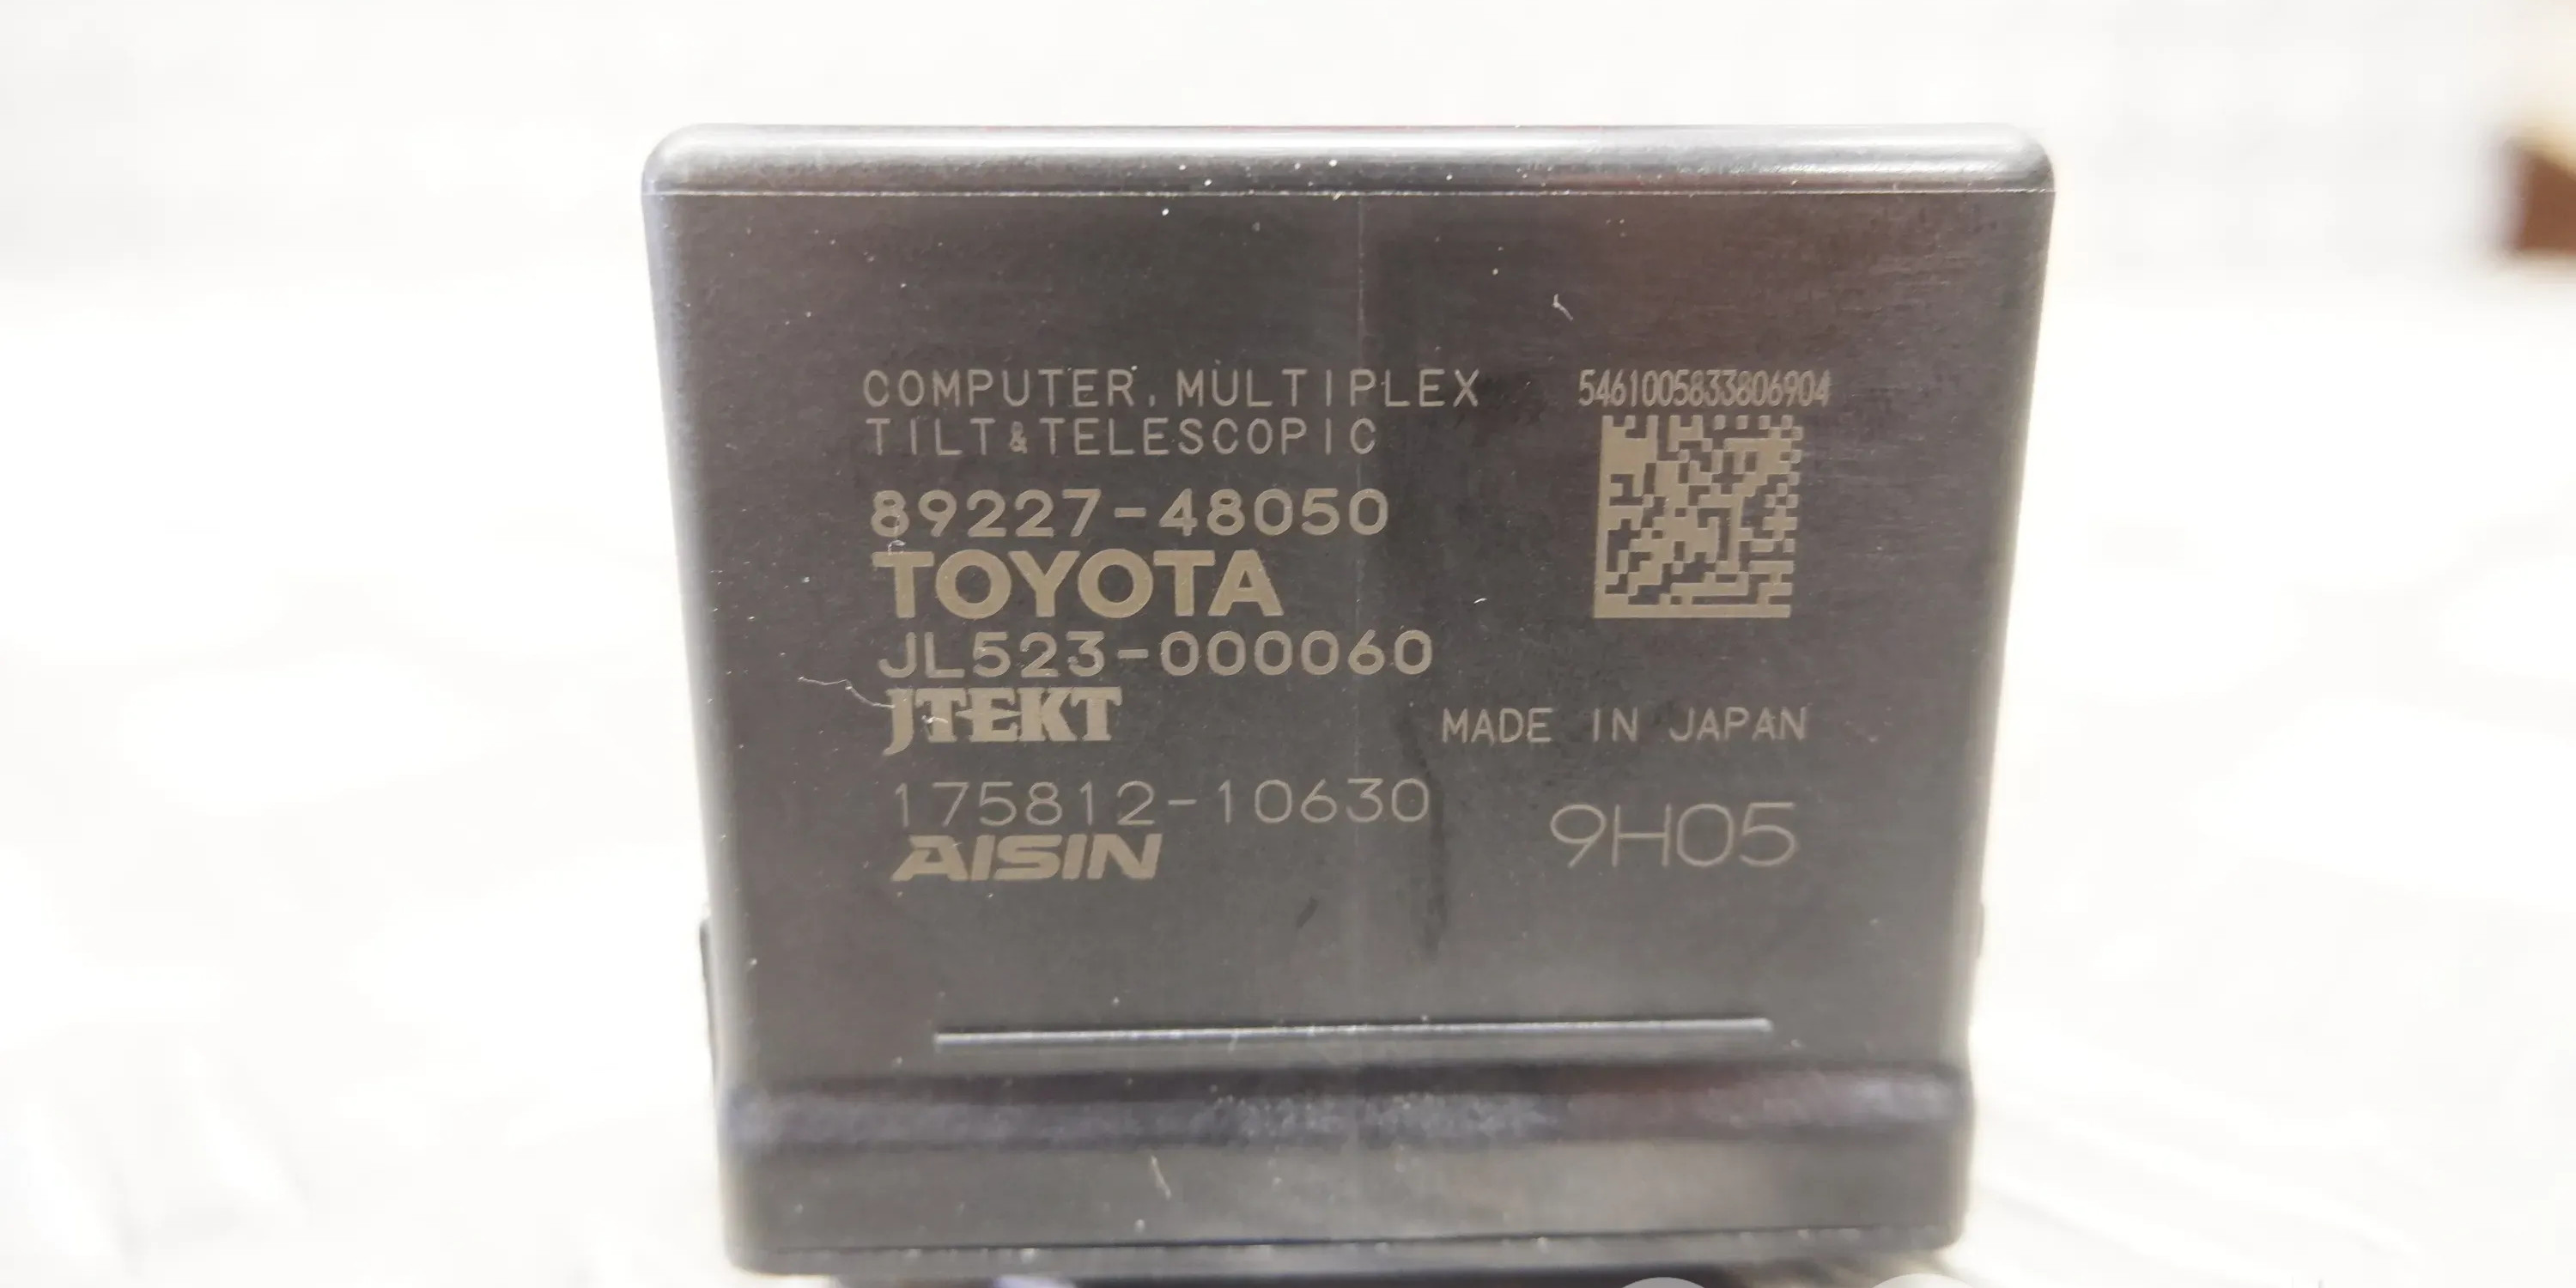 COMPUTER, MULTIPLEX
TILT&TELESCOPIC
5461005833806904
89227-48050
TOYOTA
JL523-000060
JTEKT
MADE IN JAPAN
175812-10630
AISIN
9H05